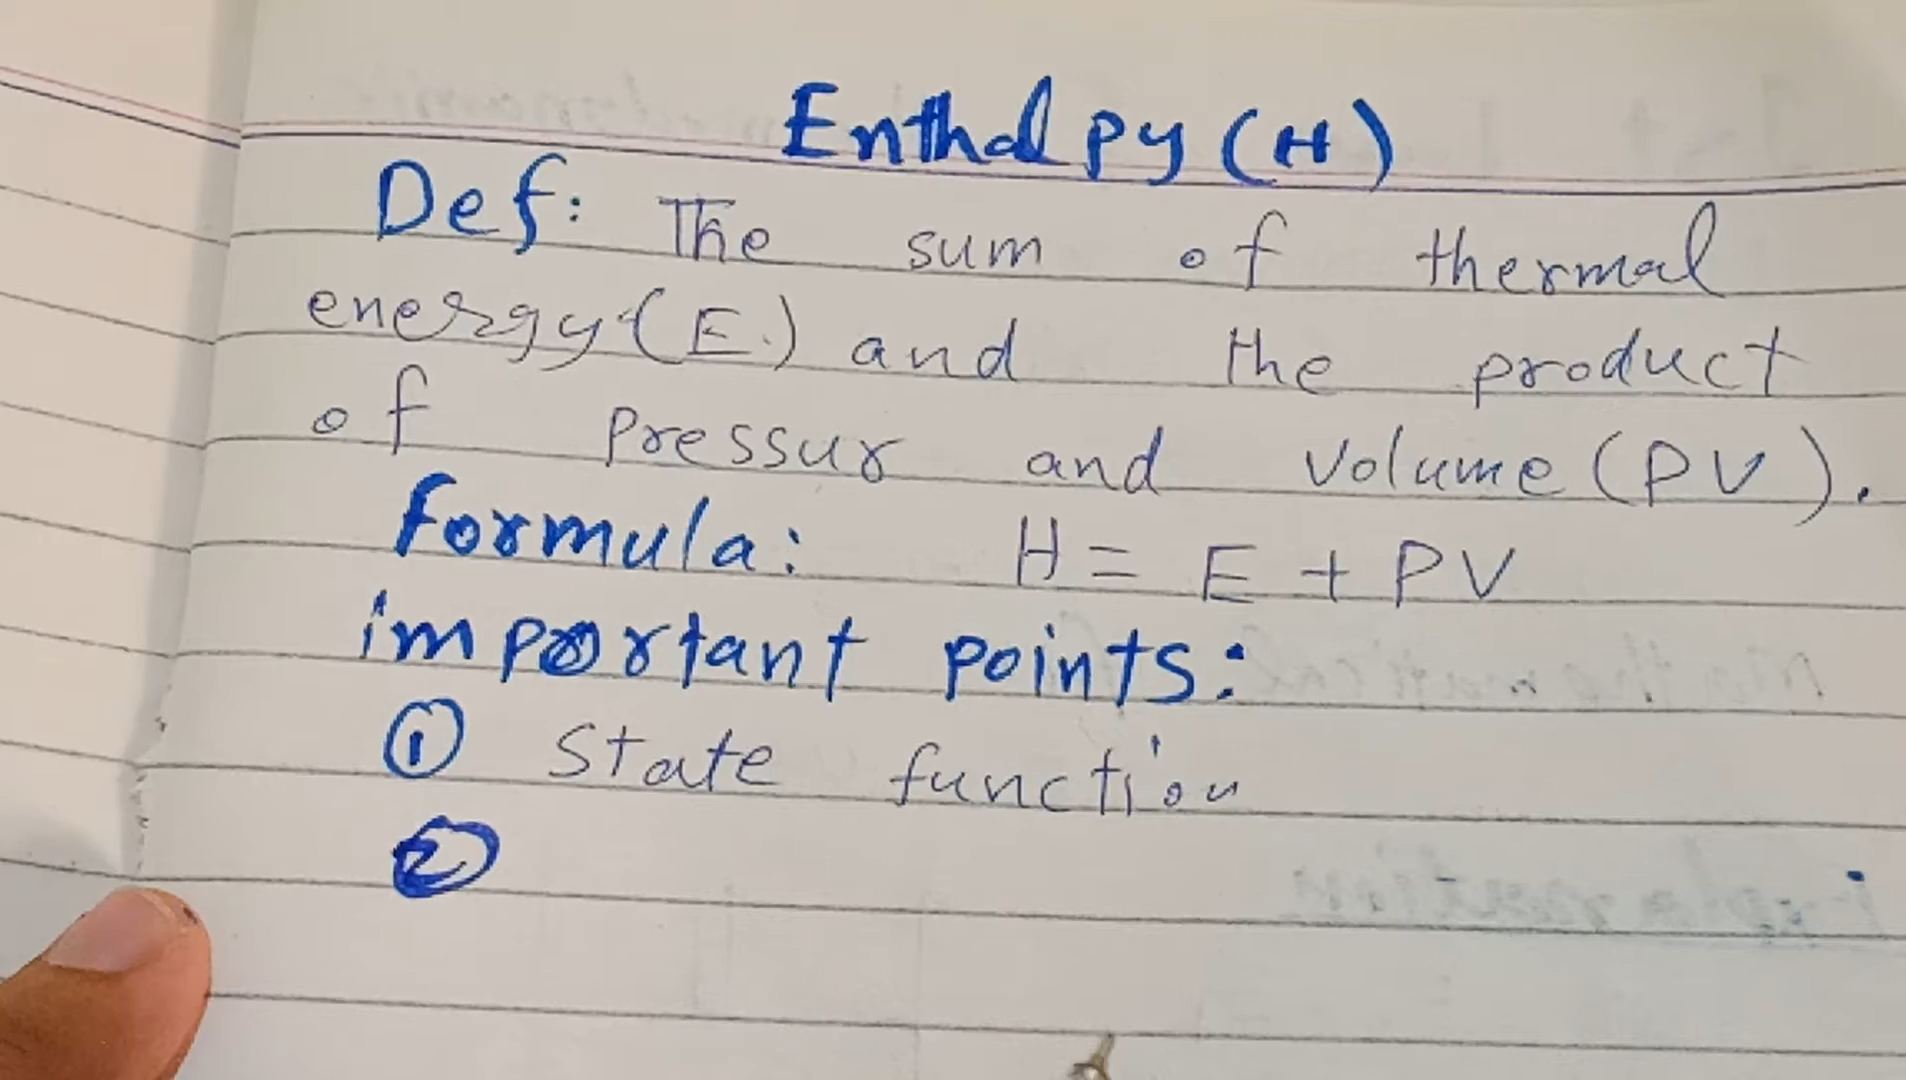 Enthalpy (H)
Def: The sum of thermal
energy (E.) and the product
of pressur and volume (PV).
Formula: H = E + PV
important points:
① State function
②